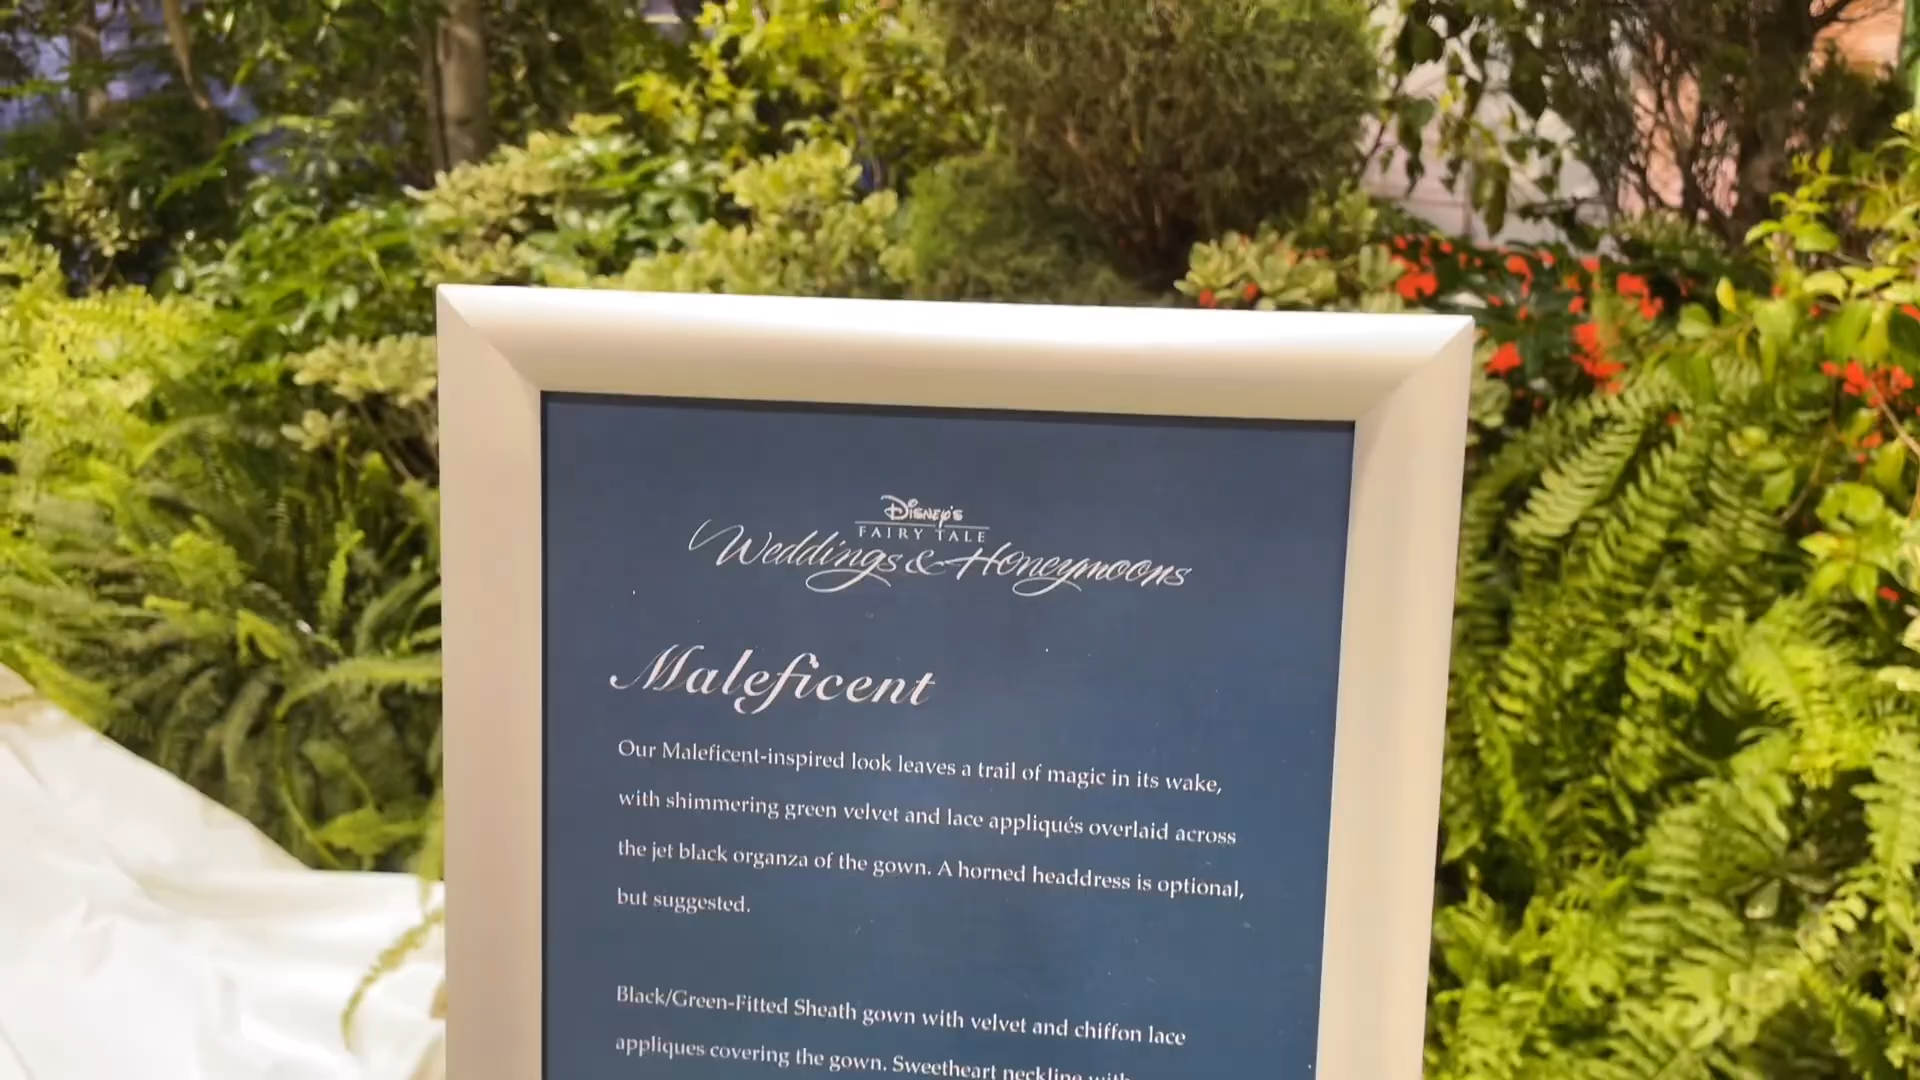 Disney's
FAIRY TALE
Weddings & Honeymoons
Maleficent
Our Maleficent-inspired look leaves a trail of magic in its wake,
with shimmering green velvet and lace appliqués overlaid across
the jet black organza of the gown. A horned headdress is optional,
but suggested.
Black/Green-Fitted Sheath gown with velvet and chiffon lace
appliques covering the gown. Sweetheart neckline with